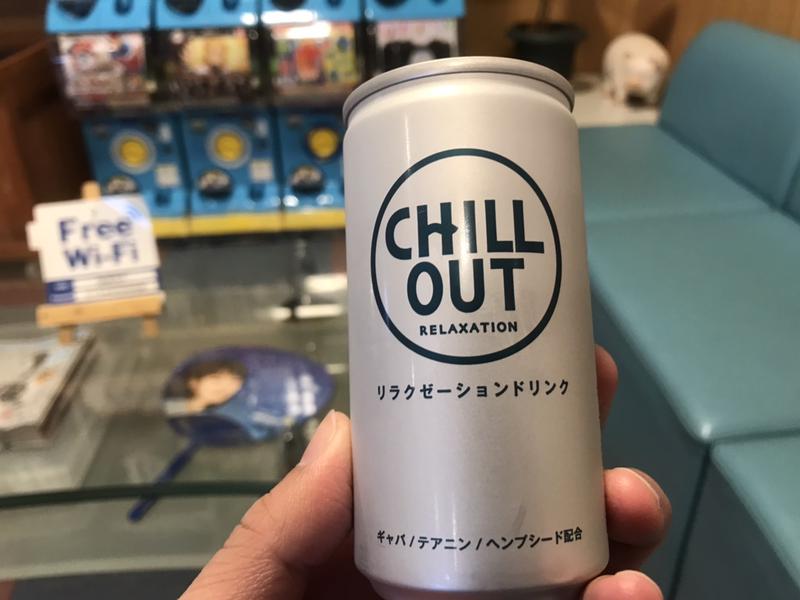 CHILL
OUT
RELAXATION
リラクゼーションドリンク
ギャバ/テアニン/ヘンプシード配合
Free
Wi-Fi